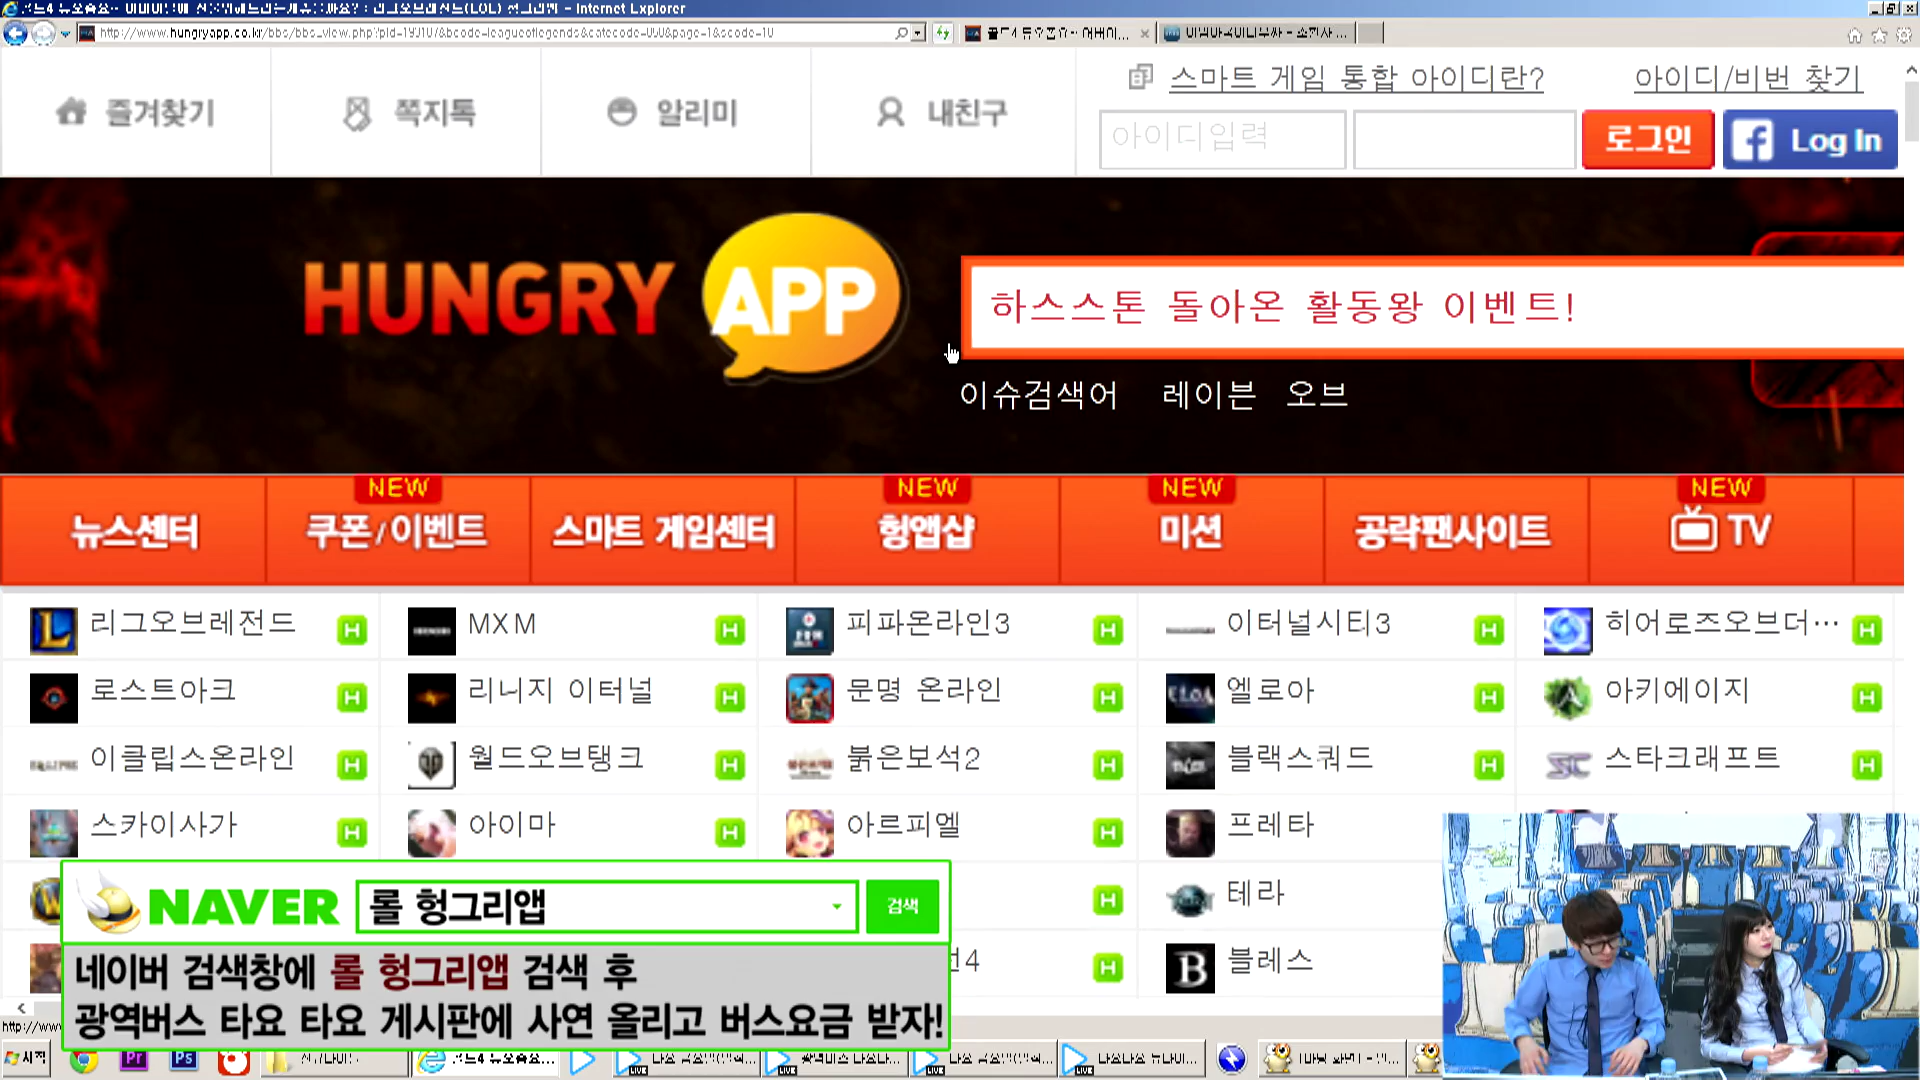 Internet Explorer
즐겨찾기
쪽지톡
알리미
내친구
스마트 게임 통합 아이디란?
아이디/비번 찾기
아이디입력
로그인
Log In
HUNGRY APP
하스스톤 돌아온 활동왕 이벤트!
이슈검색어 레이븐 오브
뉴스센터
NEW
쿠폰/이벤트
스마트 게임센터
NEW
헝앱샵
NEW
미션
공략팬사이트
NEW
TV
리그오브레전드
MXM
피파온라인3
이터널시티3
히어로즈오브더…
로스트아크
리니지 이터널
문명 온라인
엘로아
아키에이지
이클립스온라인
월드오브탱크
붉은보석2
블랙스쿼드
스타크래프트
스카이사가
아이마
아르피엘
프레타
테라
블레스
NAVER
롤 헝그리앱
검색
네이버 검색창에 롤 헝그리앱 검색 후
광역버스 타요 타요 게시판에 사연 올리고 버스요금 받자!
시작
Pr
Ps
LIVE
LIVE
LIVE
LIVE